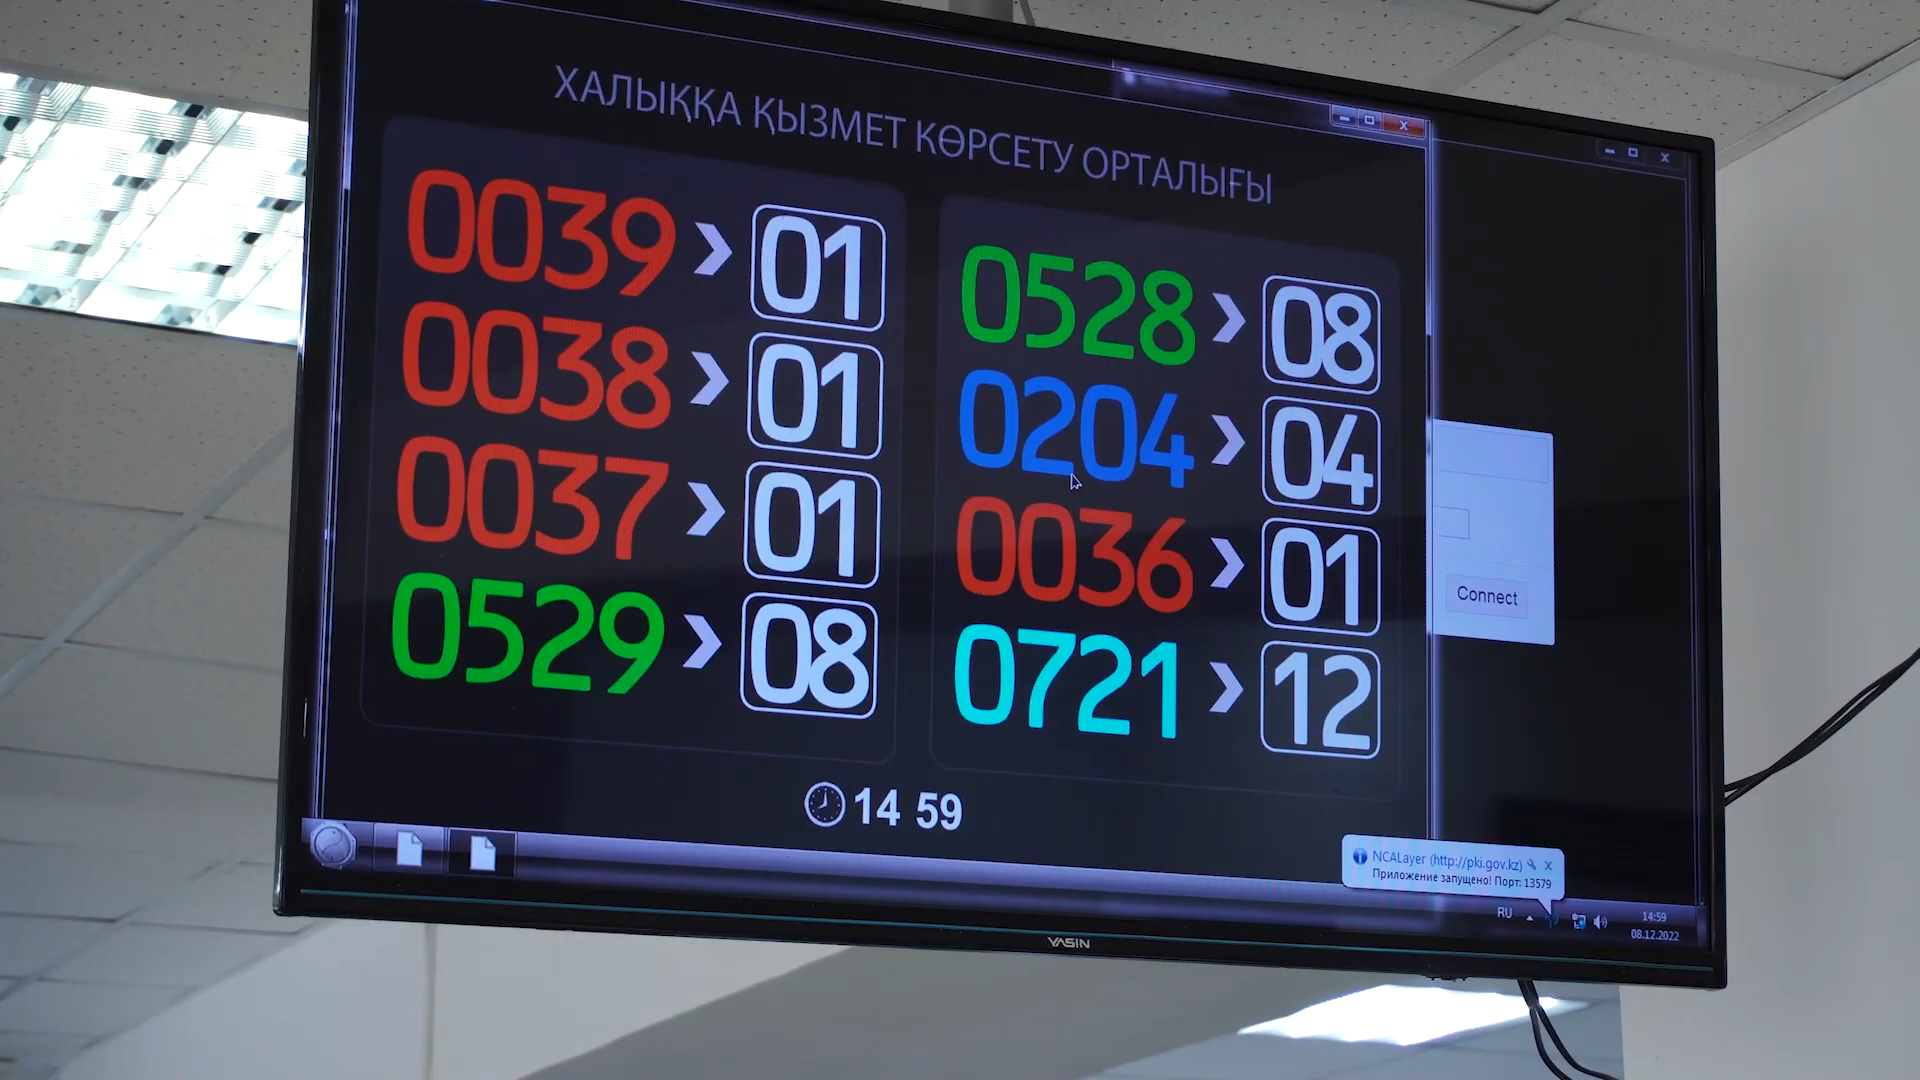 ХАЛЫҚҚА ҚЫЗМЕТ КӨРСЕТУ ОРТАЛЫҒЫ
0039 01
0038 01
0037 01
0529 08
0528 08
0204 04
0036 01
0721 12
14 59
Connect
NCALayer (http://pki.gov.kz)
Приложение запущено! Порт: 13579
RU
14:59
08.12.2022
YASIN